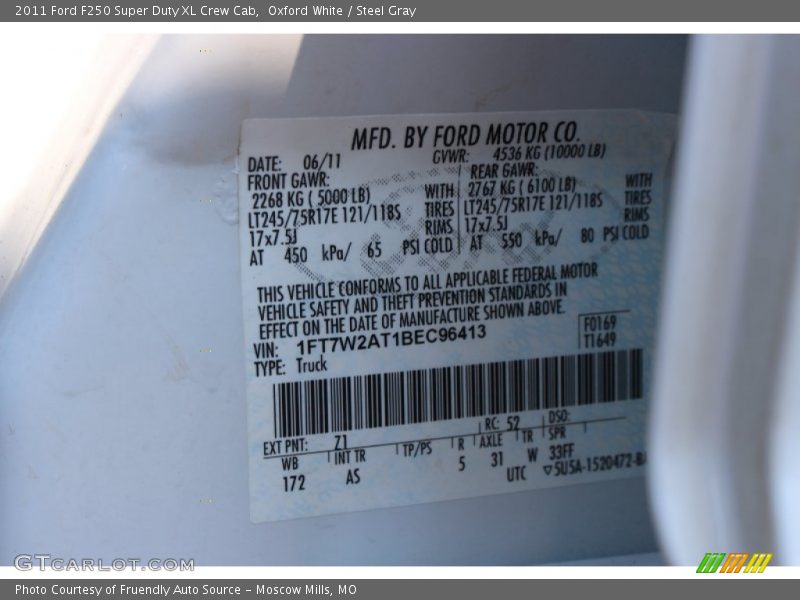 2011 Ford F250 Super Duty XL Crew Cab,  Oxford White / Steel Gray
MFD. BY FORD MOTOR CO.
DATE: 06/11 GVWR: 4536 KG (10000 LB)
FRONT GAWR: REAR GAWR:
2268 KG ( 5000 LB) WITH 2767 KG ( 6100 LB) WITH
LT245/75R17E 121/118S TIRES LT245/75R17E 121/118S TIRES
17x7.5J RIMS 17x7.5J RIMS
AT 450 kPa/ 65 PSI COLD AT 550 kPa/ 80 PSI COLD
THIS VEHICLE CONFORMS TO ALL APPLICABLE FEDERAL MOTOR
VEHICLE SAFETY AND THEFT PREVENTION STANDARDS IN
EFFECT ON THE DATE OF MANUFACTURE SHOWN ABOVE.
VIN: 1FT7W2AT1BEC96413 F0169
TYPE: Truck T1649
EXT PNT: Z1 RC: 52 DSO:
WB INT TR TP/PS R AXLE TR SPR
172 AS 5 31 W 33FF
UTC ▽5U5A-1520472-B
GTCARLOT.COM
Photo Courtesy of Fruendly Auto Source - Moscow Mills, MO